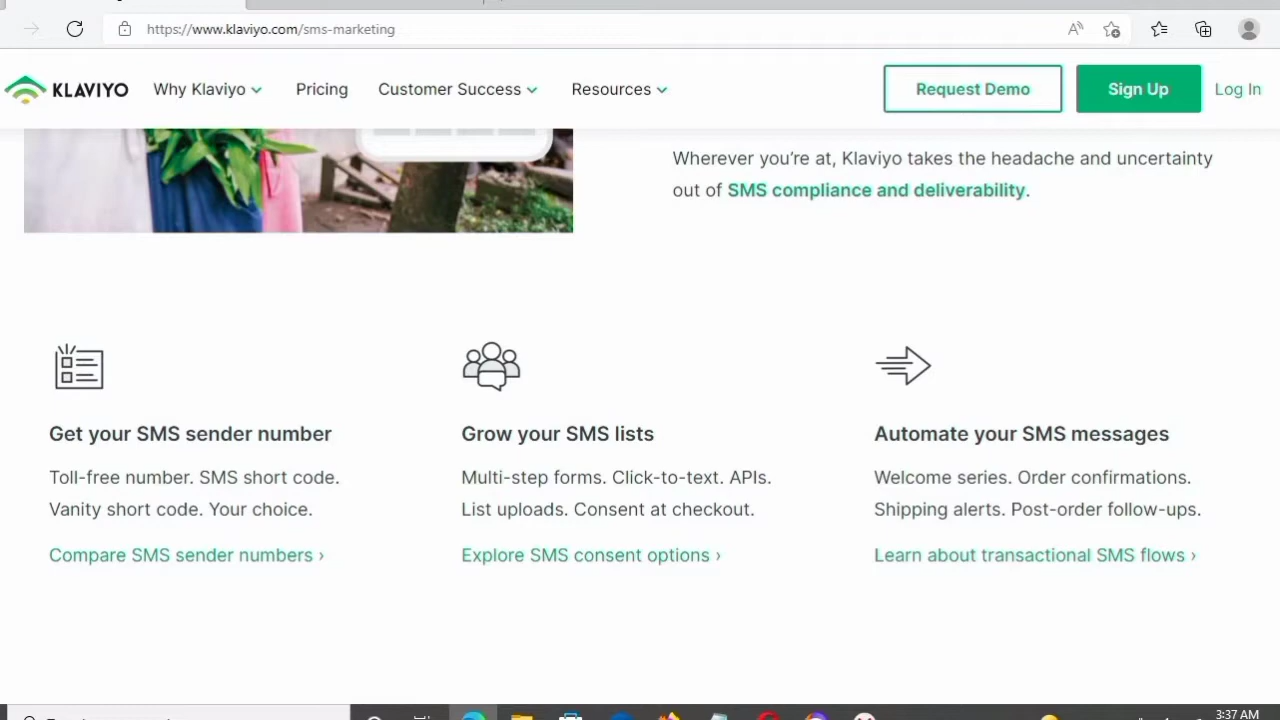 https://www.klaviyo.com/sms-marketing
KLAVIYO Why Klaviyo Pricing Customer Success Resources Request Demo Sign Up Log In
Wherever you're at, Klaviyo takes the headache and uncertainty
out of SMS compliance and deliverability.
Get your SMS sender number
Toll-free number. SMS short code.
Vanity short code. Your choice.
Compare SMS sender numbers ›
Grow your SMS lists
Multi-step forms. Click-to-text. APIs.
List uploads. Consent at checkout.
Explore SMS consent options ›
Automate your SMS messages
Welcome series. Order confirmations.
Shipping alerts. Post-order follow-ups.
Learn about transactional SMS flows ›
3:37 AM